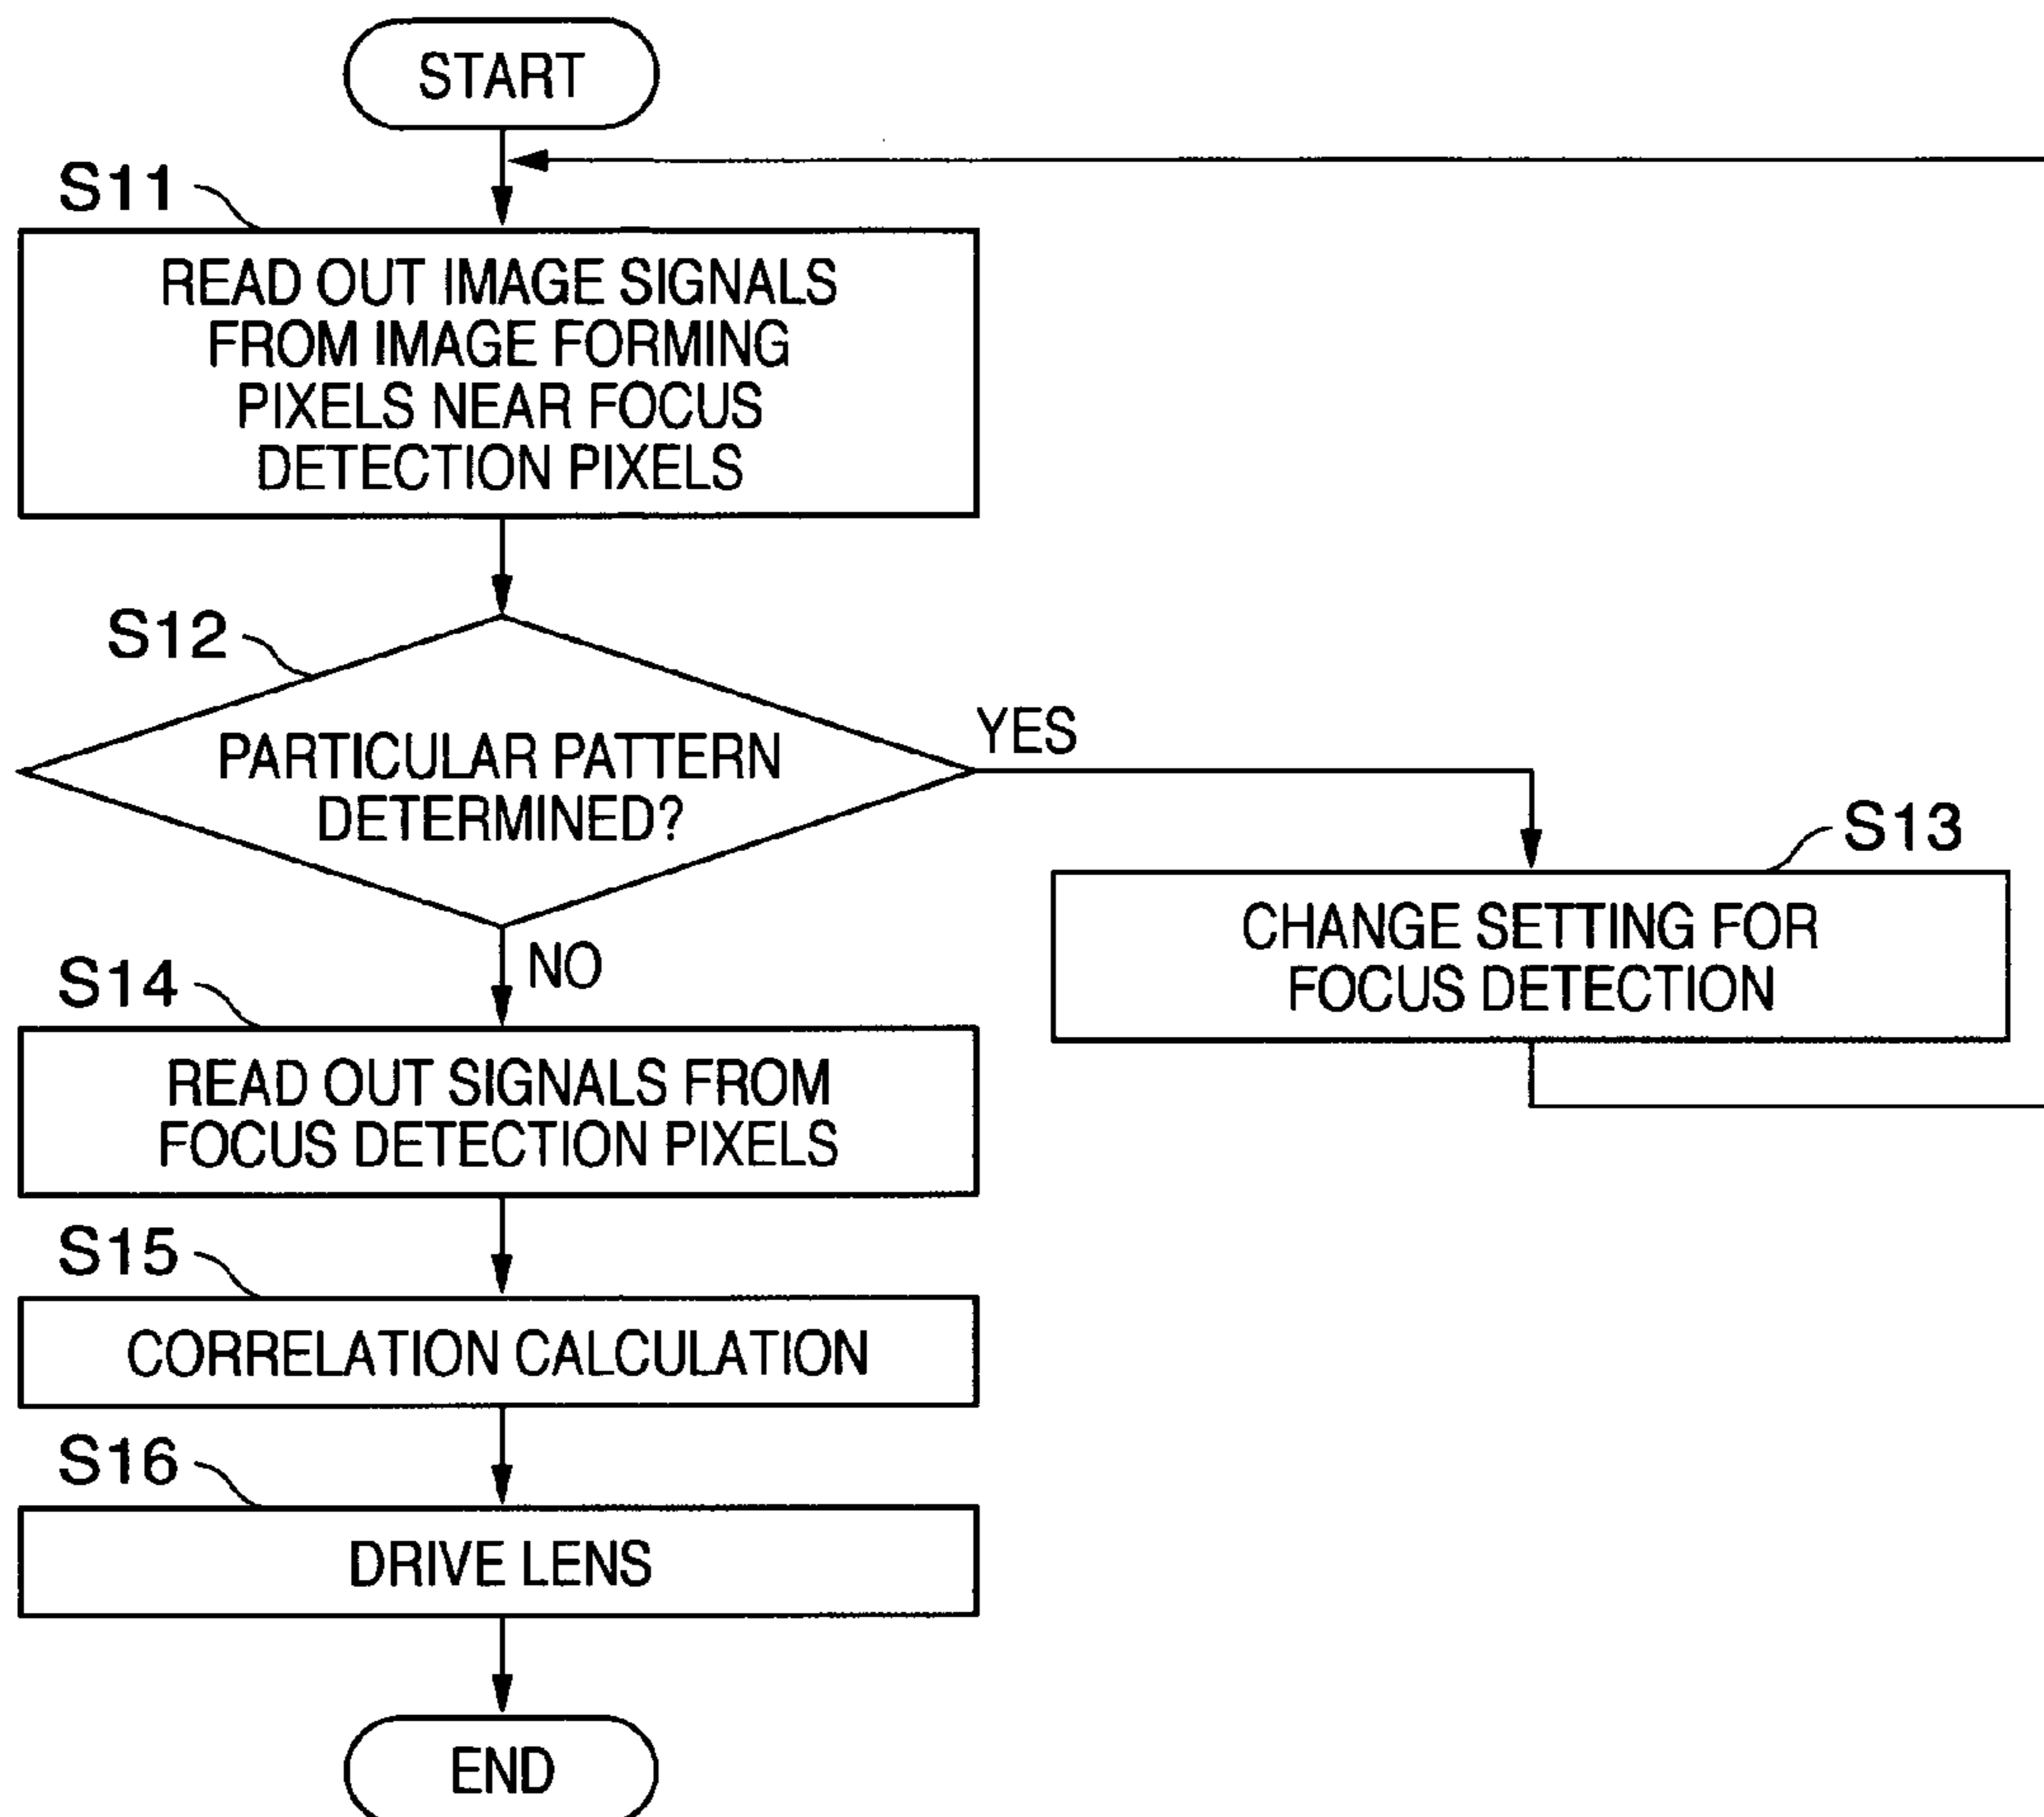 START
S11
READ OUT IMAGE SIGNALS
FROM IMAGE FORMING
PIXELS NEAR FOCUS
DETECTION PIXELS
S12
PARTICULAR PATTERN
DETERMINED?
YES
S13
CHANGE SETTING FOR
FOCUS DETECTION
NO
S14
READ OUT SIGNALS FROM
FOCUS DETECTION PIXELS
S15
CORRELATION CALCULATION
S16
DRIVE LENS
END